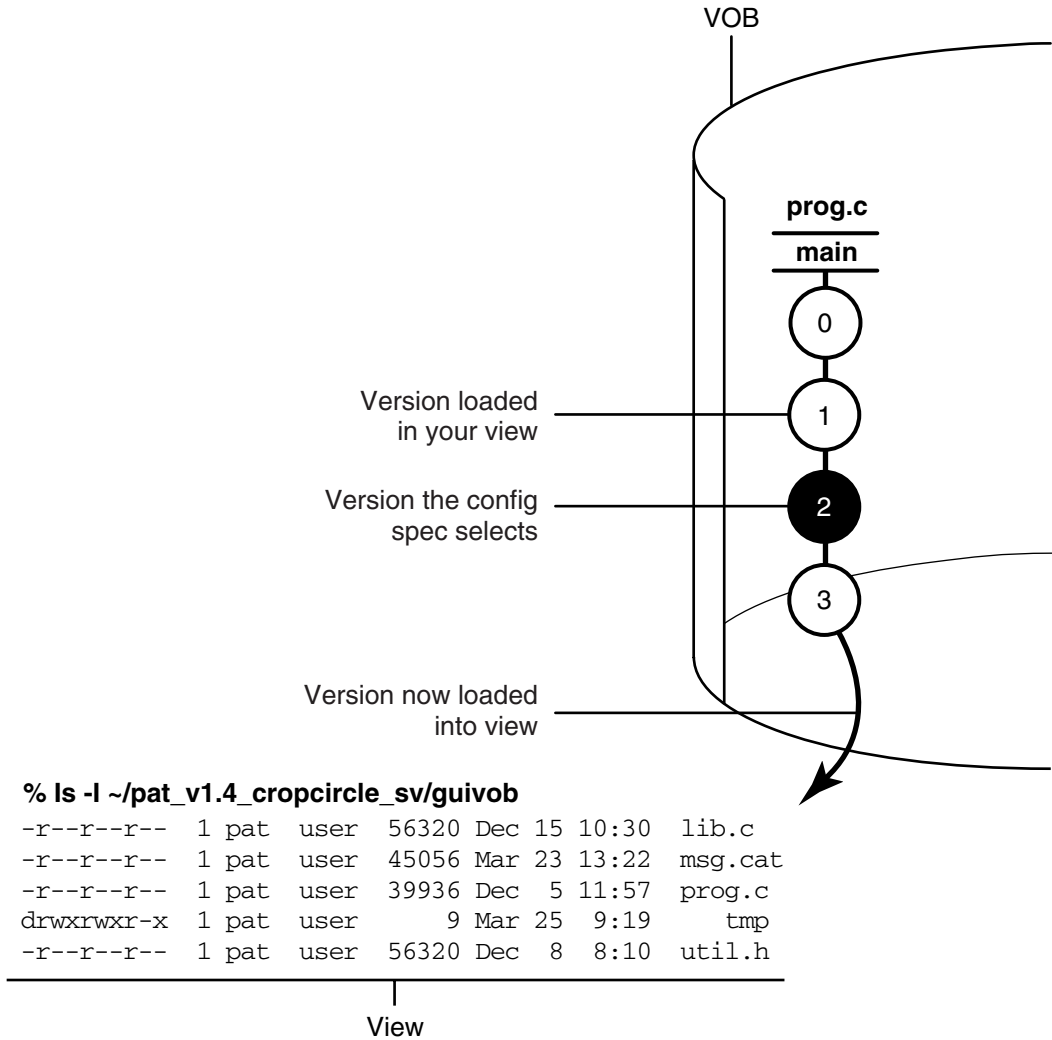 VOB
prog.c
main
0
1
Version loaded
in your view
2
Version the config
spec selects
3
Version now loaded
into view
% ls -l ~/pat_v1.4_cropcircle_sv/guivob
-r--r--r-- 1 pat user 56320 Dec 15 10:30 lib.c
-r--r--r-- 1 pat user 45056 Mar 23 13:22 msg.cat
-r--r--r-- 1 pat user 39936 Dec 5 11:57 prog.c
drwxrwxr-x 1 pat user 9 Mar 25 9:19 tmp
-r--r--r-- 1 pat user 56320 Dec 8 8:10 util.h
View